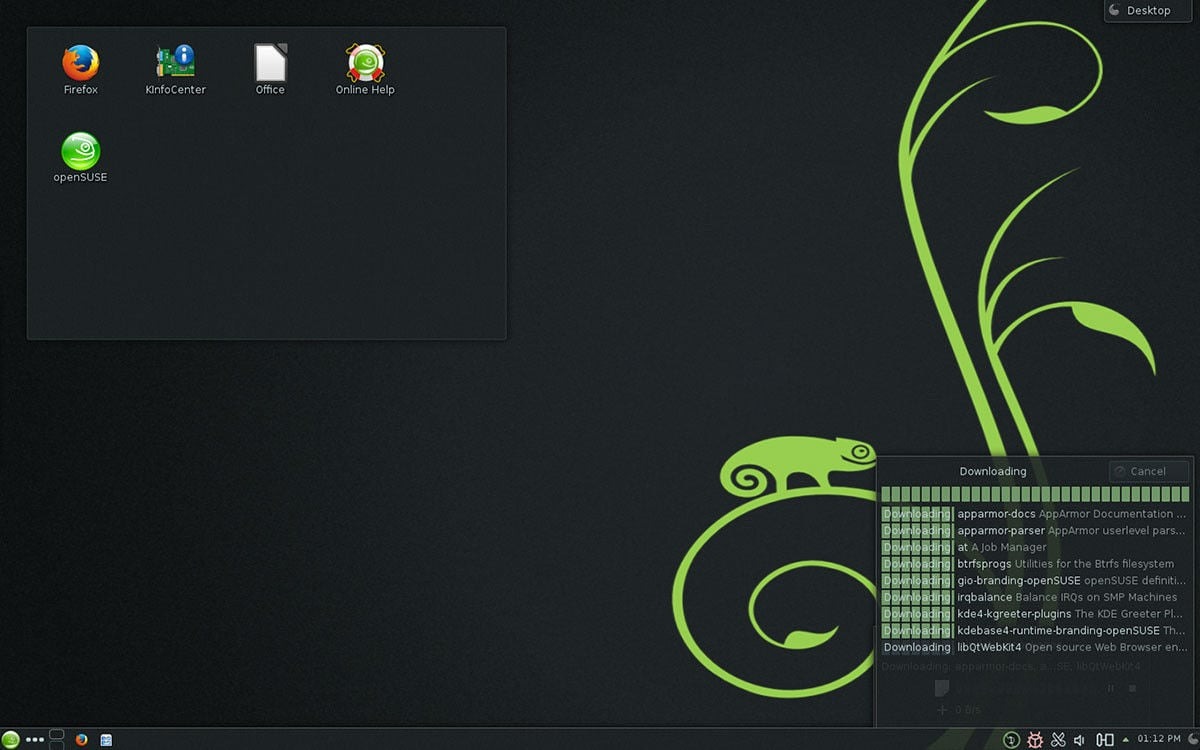 Desktop
Firefox
KInfoCenter
Office
Online Help
openSUSE
Downloading
Cancel
Downloading apparmor-docs AppArmor Documentation ...
Downloading apparmor-parser AppArmor userlevel pars...
Downloading at A Job Manager
Downloading btrfsprogs Utilities for the Btrfs filesystem
Downloading gio-branding-openSUSE openSUSE definiti...
Downloading irqbalance Balance IRQs on SMP Machines
Downloading kde4-kgreeter-plugins The KDE Greeter Pl...
Downloading kdebase4-runtime-branding-openSUSE Th...
Downloading libQtWebKit4 Open source Web Browser en...
Downloading: apparmor-docs, a...SE, libQtWebKit4
0 B/s
01:12 PM